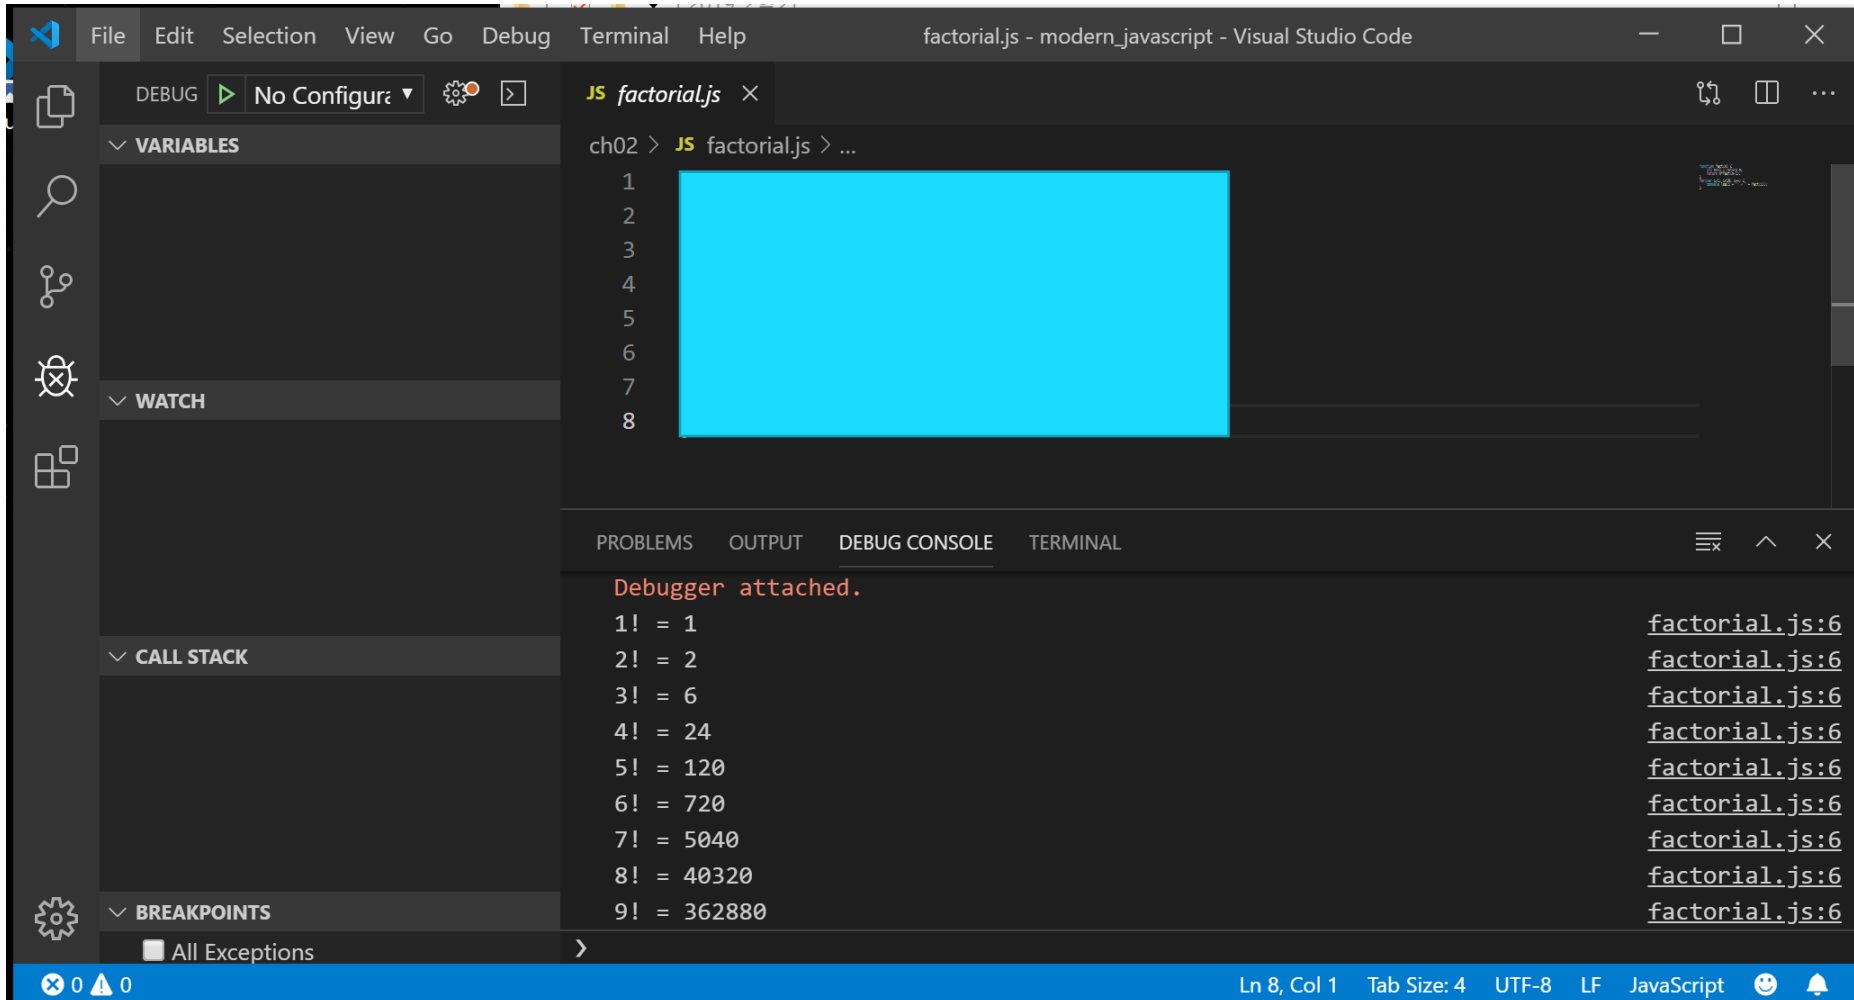 File Edit Selection View Go Debug Terminal Help factorial.js - modern_javascript - Visual Studio Code
DEBUG No Configura
JS factorial.js
VARIABLES
ch02 > JS factorial.js > ...
1
2
3
4
5
6
7
8
WATCH
CALL STACK
BREAKPOINTS
All Exceptions
PROBLEMS OUTPUT DEBUG CONSOLE TERMINAL
Debugger attached.
1! = 1 factorial.js:6
2! = 2 factorial.js:6
3! = 6 factorial.js:6
4! = 24 factorial.js:6
5! = 120 factorial.js:6
6! = 720 factorial.js:6
7! = 5040 factorial.js:6
8! = 40320 factorial.js:6
9! = 362880 factorial.js:6
0 0 Ln 8, Col 1 Tab Size: 4 UTF-8 LF JavaScript